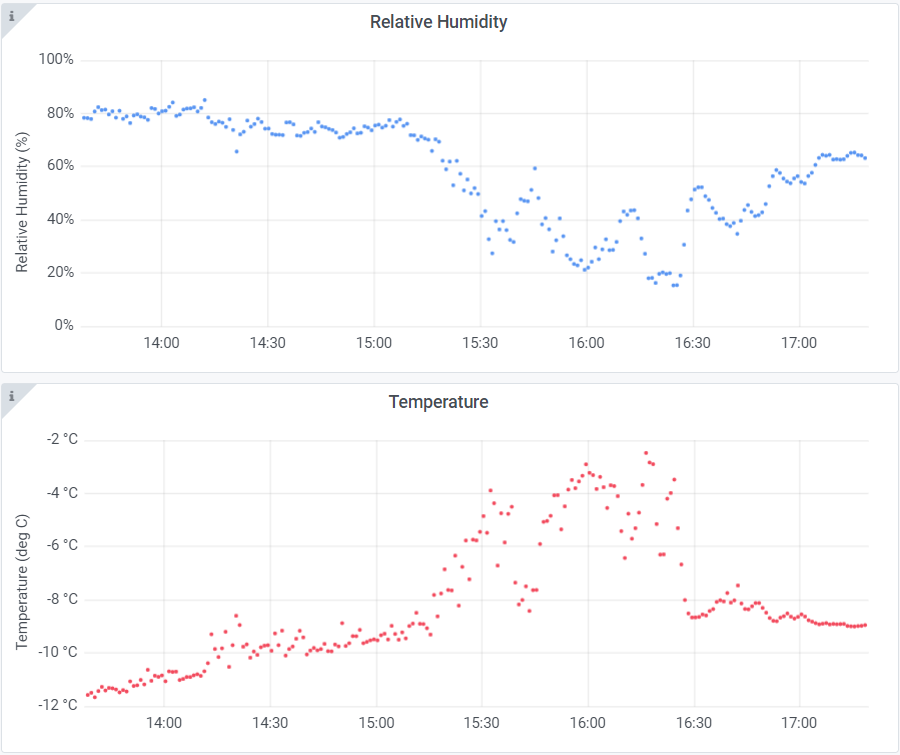 i
Relative Humidity
100%
80%
60%
40%
20%
0%
Relative Humidity (%)
14:00 14:30 15:00 15:30 16:00 16:30 17:00
i
Temperature
-2 °C
-4 °C
-6 °C
-8 °C
-10 °C
-12 °C
Temperature (deg C)
14:00 14:30 15:00 15:30 16:00 16:30 17:00